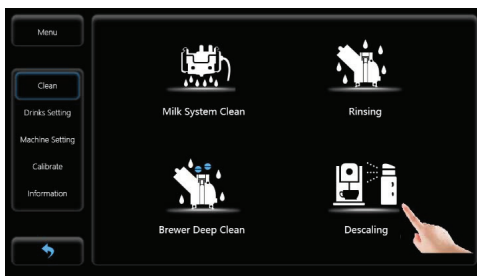 Menu
Clean
Drinks Setting
Machine Setting
Calibrate
Information
Milk System Clean
Rinsing
Brewer Deep Clean
Descaling